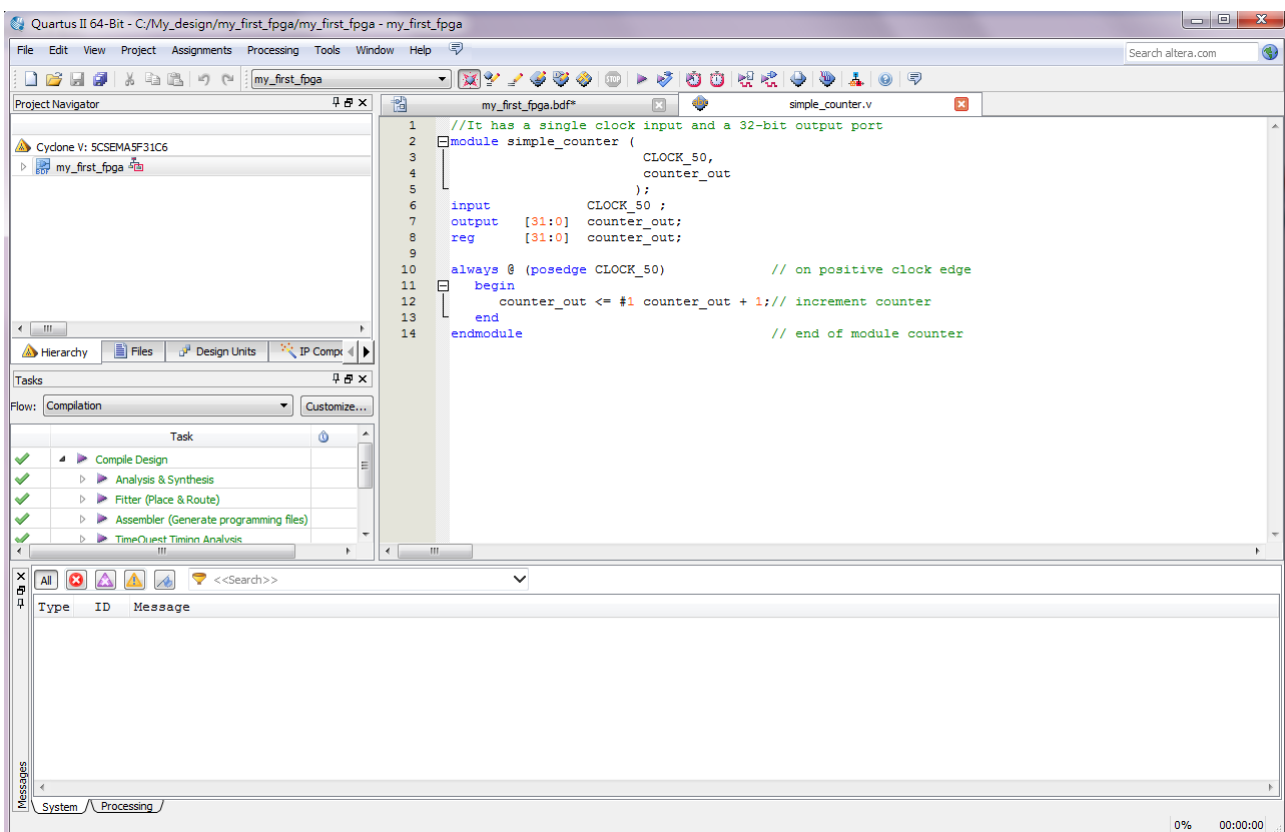 Quartus II 64-Bit - C:/My_design/my_first_fpga/my_first_fpga - my_first_fpga
File Edit View Project Assignments Processing Tools Window Help
Search altera.com
my_first_fpga
STOP
Project Navigator
Cyclone V: 5CSEMA5F31C6
BDF my_first_fpga
Hierarchy Files Design Units IP Compo
Tasks
Flow: Compilation Customize...
Task
Compile Design
Analysis & Synthesis
Fitter (Place & Route)
Assembler (Generate programming files)
TimeQuest Timing Analysis
my_first_fpga.bdf* simple_counter.v
1 //It has a single clock input and a 32-bit output port
2 module simple_counter (
3 CLOCK_50,
4 counter_out
5 );
6 input CLOCK_50 ;
7 output [31:0] counter_out;
8 reg [31:0] counter_out;
9
10 always @ (posedge CLOCK_50) // on positive clock edge
11 begin
12 counter_out <= #1 counter_out + 1;// increment counter
13 end
14 endmodule // end of module counter
All <<Search>>
Type ID Message
Messages
System Processing
0% 00:00:00